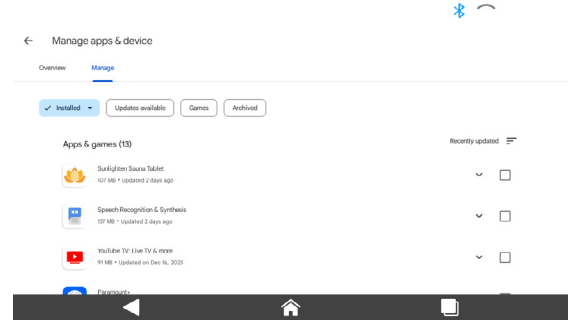 Manage apps & device
Overview Manage
Installed Updates available Games Archived
Apps & games (13) Recently updated
Sunlighten Sauna Tablet
107 MB • Updated 2 days ago
Speech Recognition & Synthesis
137 MB • Updated 2 days ago
YouTube TV: Live TV & more
91 MB • Updated on Dec 16, 2025
Paramount+